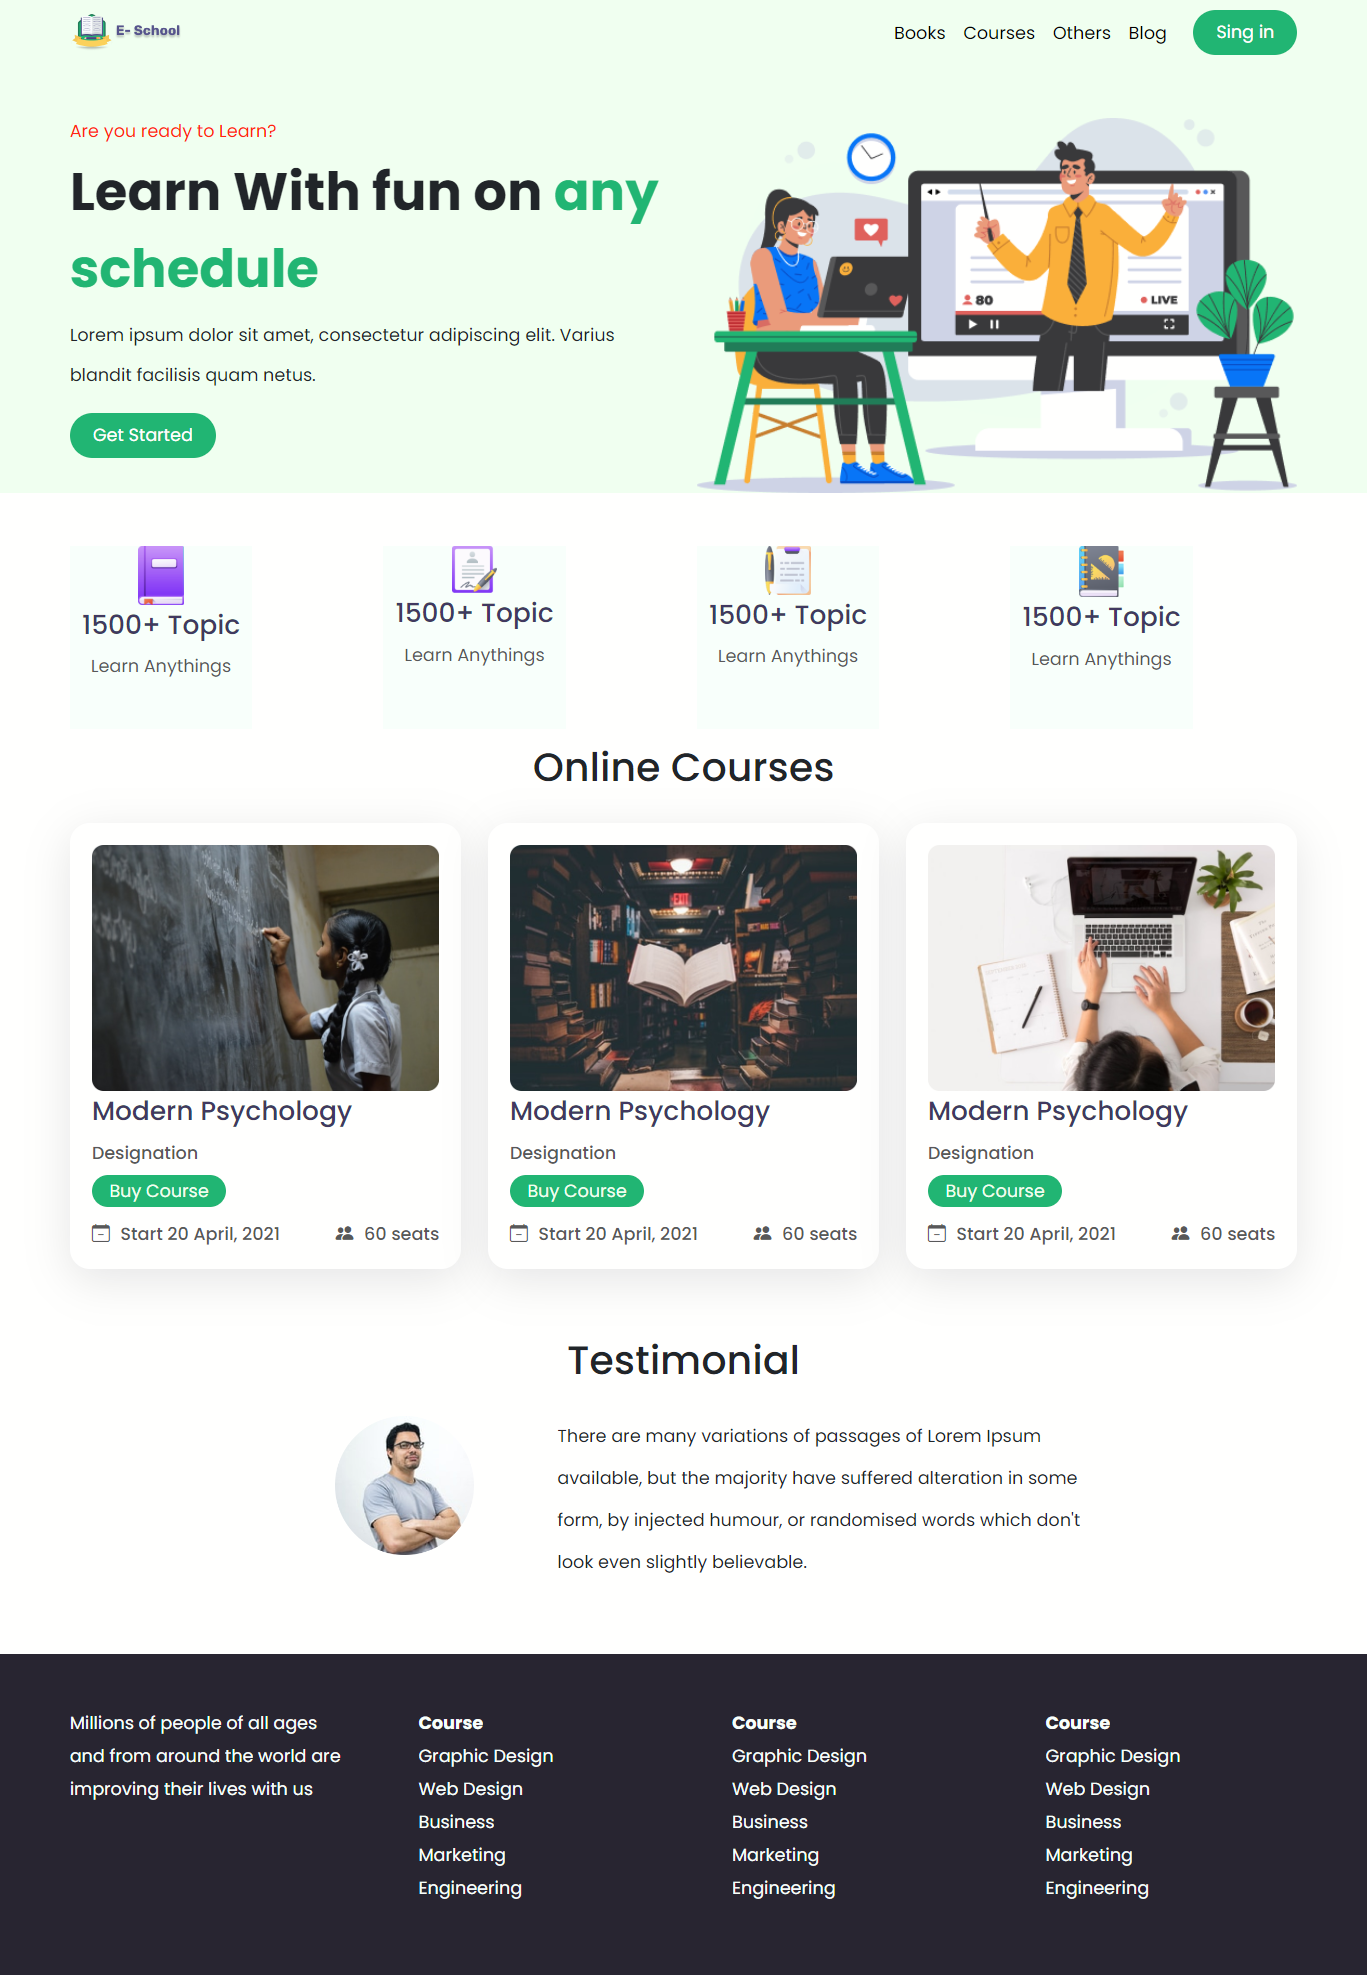 E- School
Books Courses Others Blog Sing in
Are you ready to Learn?
Learn With fun on any
schedule
Lorem ipsum dolor sit amet, consectetur adipiscing elit. Varius
blandit facilisis quam netus.
Get Started
80
LIVE
1500+ Topic
Learn Anythings
1500+ Topic
Learn Anythings
1500+ Topic
Learn Anythings
1500+ Topic
Learn Anythings
Online Courses
EXIT
Modern Psychology
Designation
Buy Course
Start 20 April, 2021 60 seats
Modern Psychology
Designation
Buy Course
Start 20 April, 2021 60 seats
Modern Psychology
Designation
Buy Course
Start 20 April, 2021 60 seats
Testimonial
There are many variations of passages of Lorem Ipsum
available, but the majority have suffered alteration in some
form, by injected humour, or randomised words which don't
look even slightly believable.
Millions of people of all ages
and from around the world are
improving their lives with us
Course
Graphic Design
Web Design
Business
Marketing
Engineering
Course
Graphic Design
Web Design
Business
Marketing
Engineering
Course
Graphic Design
Web Design
Business
Marketing
Engineering